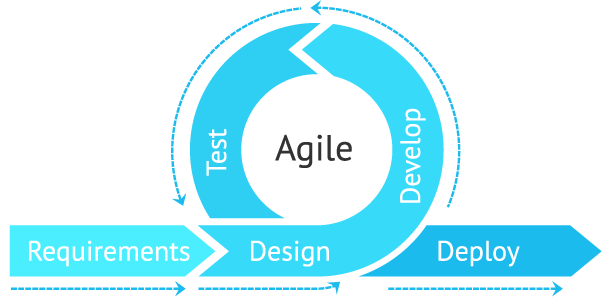 Agile
Test
Develop
Requirements
Design
Deploy